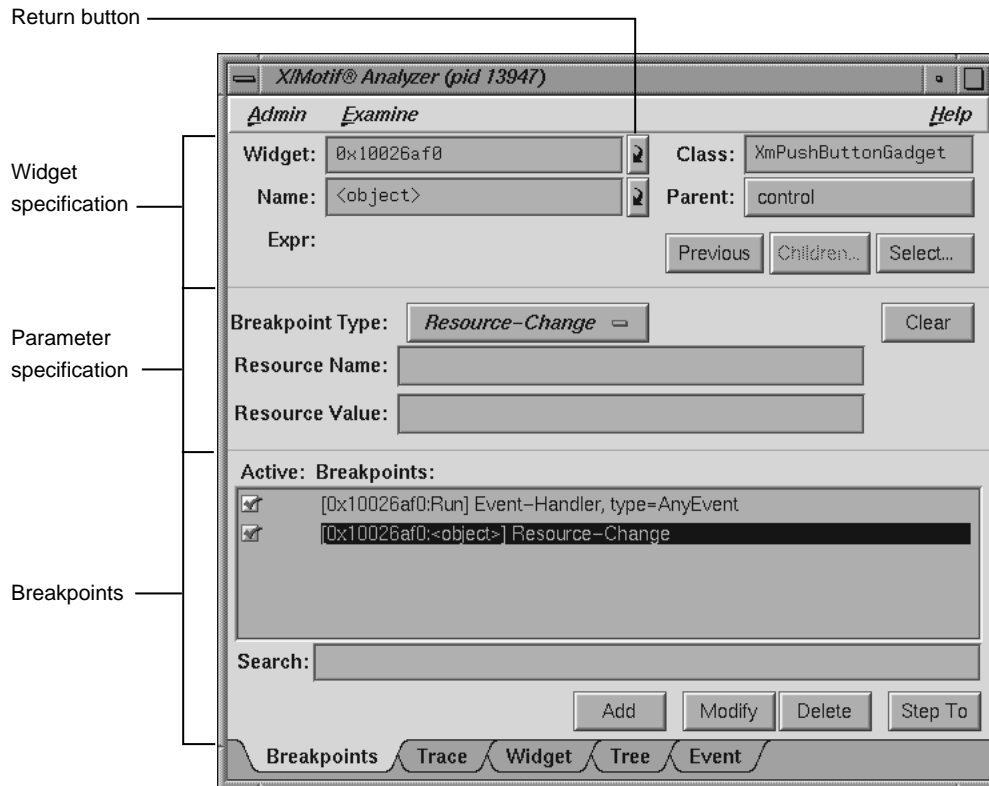 Return button
X/Motif® Analyzer (pid 13947)
Admin Examine Help
Widget: 0x10026af0 Class: XmPushButtonGadget
Widget
specification
Name: <object> Parent: control
Expr: Previous Children... Select...
Parameter
specification
Breakpoint Type: Resource-Change Clear
Resource Name:
Resource Value:
Active: Breakpoints:
[0x10026af0:Run] Event-Handler, type=AnyEvent
[0x10026af0:<object>] Resource-Change
Breakpoints
Search:
Add Modify Delete Step To
Breakpoints Trace Widget Tree Event